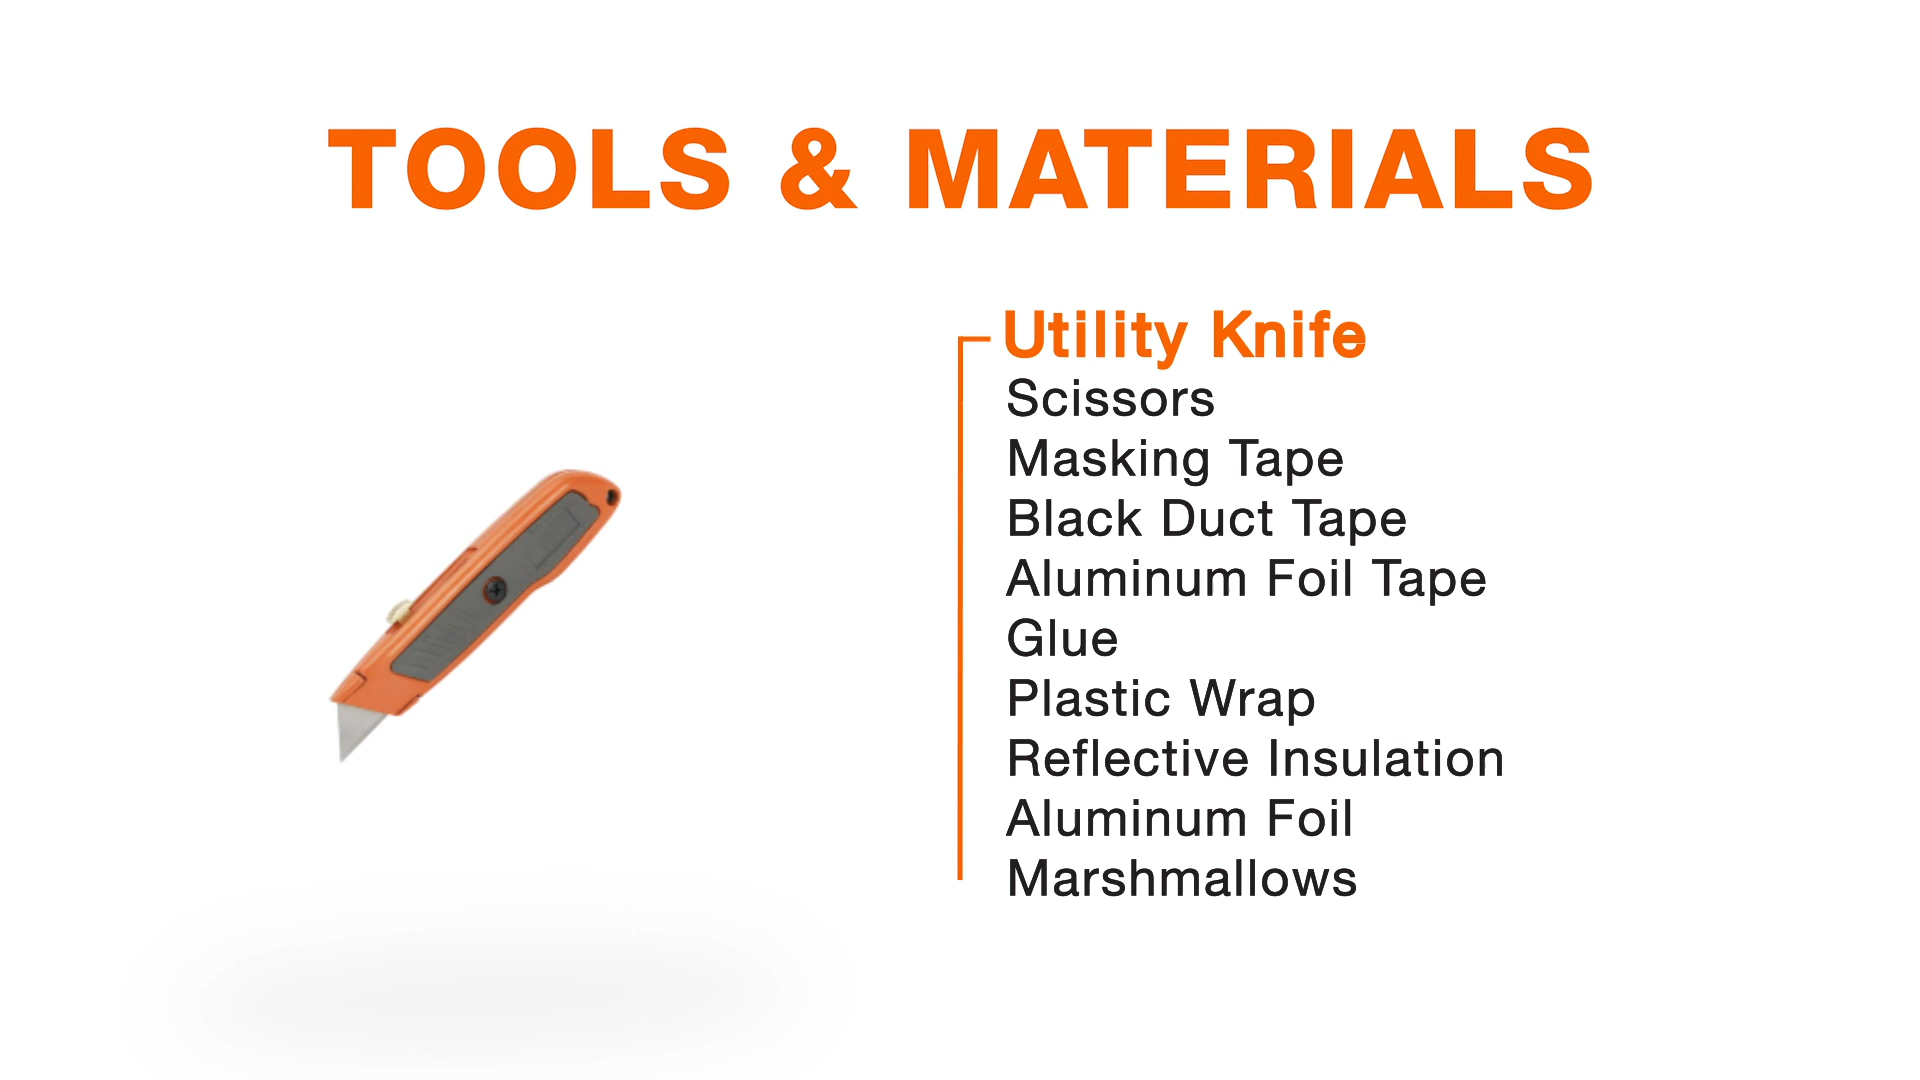 TOOLS & MATERIALS
Utility Knife
Scissors
Masking Tape
Black Duct Tape
Aluminum Foil Tape
Glue
Plastic Wrap
Reflective Insulation
Aluminum Foil
Marshmallows